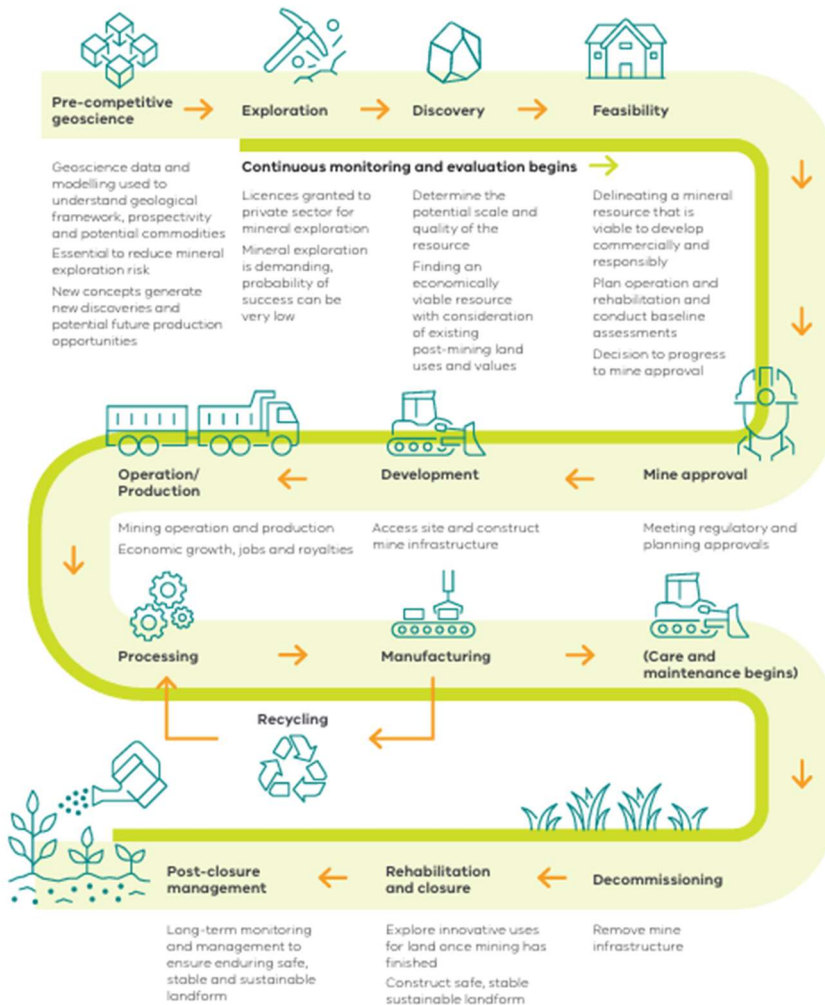 Pre-competitive
geoscience
Exploration
Discovery
Feasibility
Continuous monitoring and evaluation begins
Geoscience data and
modelling used to
understand geological
framework, prospectivity
and potential commodities
Essential to reduce mineral
exploration risk
New concepts generate
new discoveries and
potential future production
opportunities
Licences granted to
private sector for
mineral exploration
Mineral exploration
is demanding,
probability of
success can be
very low
Determine the
potential scale and
quality of the
resource
Finding an
economically
viable resource
with consideration
of existing
post-mining land
uses and values
Delineating a mineral
resource that is
viable to develop
commercially and
responsibly
Plan operation and
rehabilitation and
conduct baseline
assessments
Decision to progress
to mine approval
Mine approval
Meeting regulatory and
planning approvals
Development
Access site and construct
mine infrastructure
Operation/
Production
Mining operation and production
Economic growth, jobs and royalties
Processing
Manufacturing
(Care and
maintenance begins)
Recycling
Decommissioning
Remove mine
infrastructure
Rehabilitation
and closure
Explore innovative uses
for land once mining has
finished
Construct safe, stable
sustainable landform
Post-closure
management
Long-term monitoring
and management to
ensure enduring safe,
stable and sustainable
landform